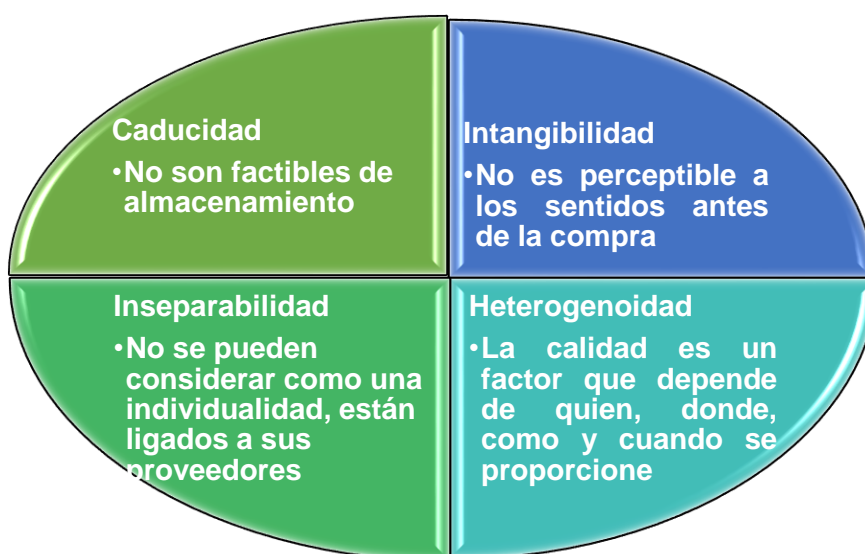 Caducidad
•No son factibles de
almacenamiento
Intangibilidad
•No es perceptible a
los sentidos antes
de la compra
Inseparabilidad
•No se pueden
considerar como una
individualidad, están
ligados a sus
proveedores
Heterogenoidad
•La calidad es un
factor que depende
de quien, donde,
como y cuando se
proporcione